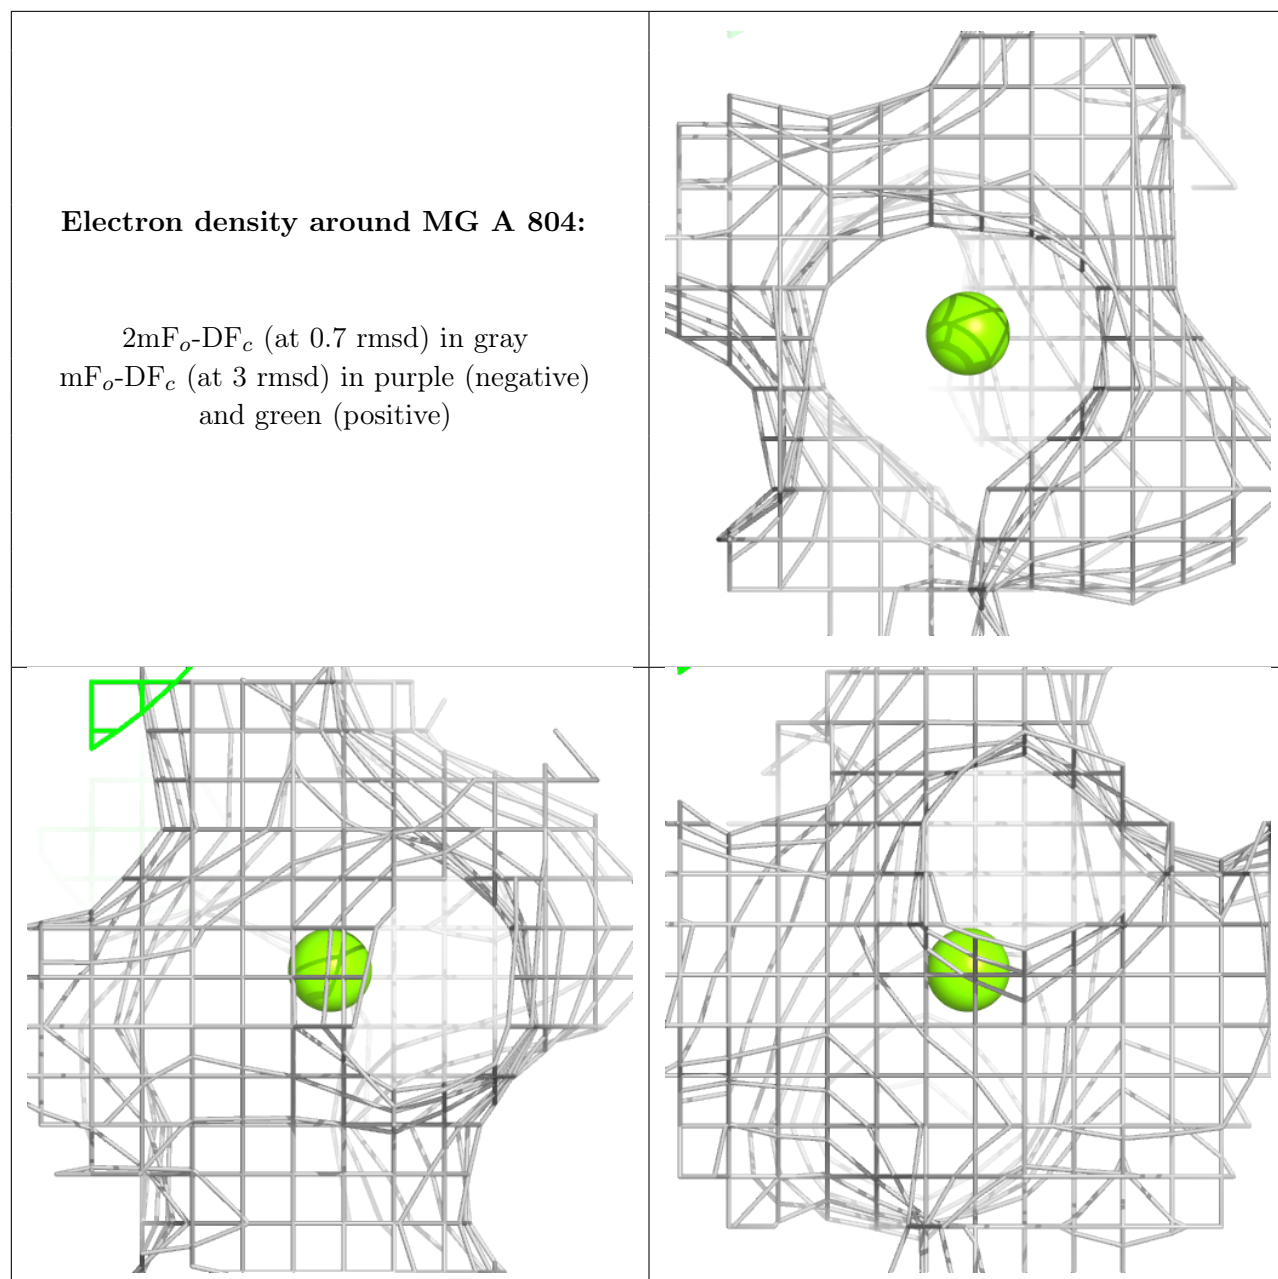 Electron density around MG A 804:
2mFo-DFc (at 0.7 rmsd) in gray
mFo-DFc (at 3 rmsd) in purple (negative)
and green (positive)